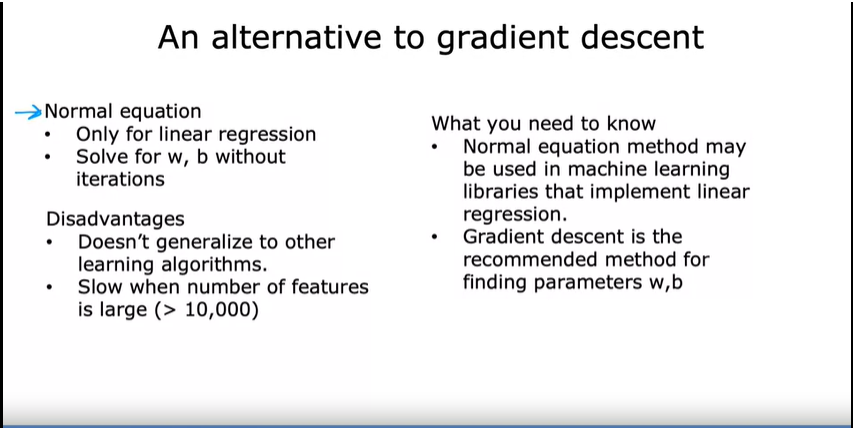 An alternative to gradient descent
Normal equation
• Only for linear regression
• Solve for w, b without
iterations
Disadvantages
• Doesn't generalize to other
learning algorithms.
• Slow when number of features
is large (> 10,000)
What you need to know
• Normal equation method may
be used in machine learning
libraries that implement linear
regression.
• Gradient descent is the
recommended method for
finding parameters w,b